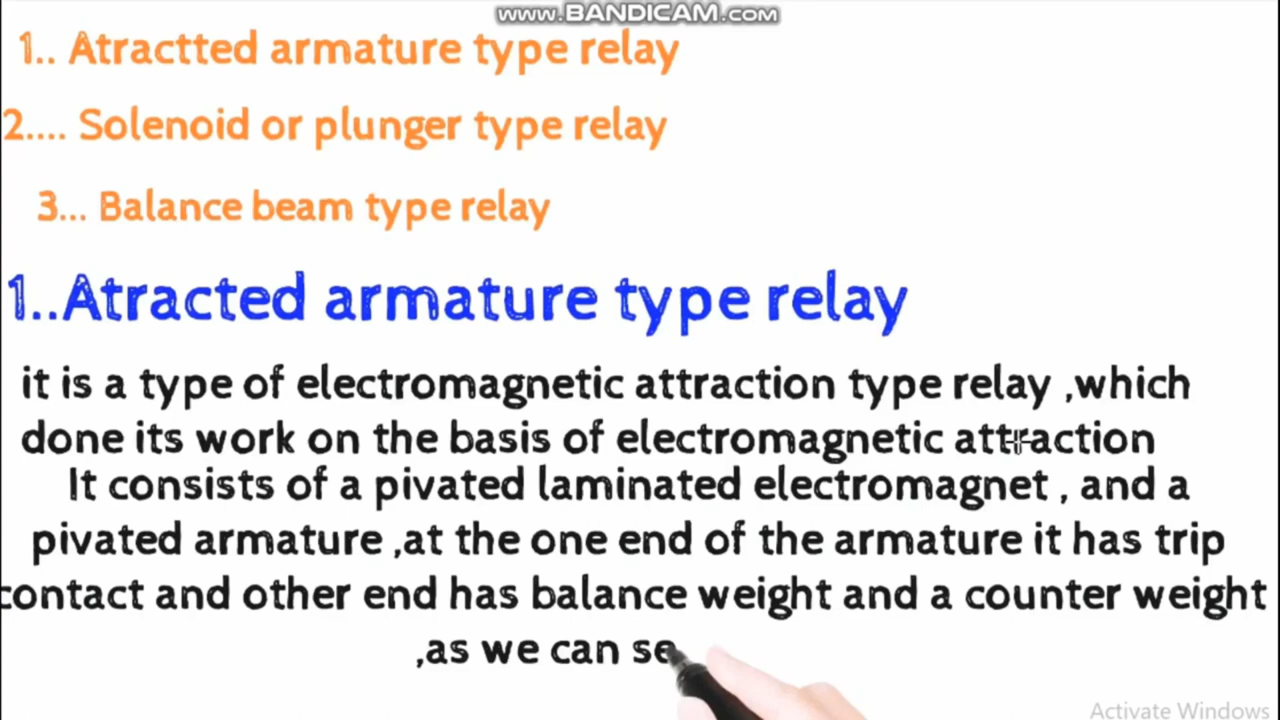 www.BANDICAM.com
1.. Atractted armature type relay
2.... Solenoid or plunger type relay
3... Balance beam type relay
1..Atracted armature type relay
it is a type of electromagnetic attraction type relay ,which
done its work on the basis of electromagnetic attraction
It consists of a pivated laminated electromagnet , and a
pivated armature ,at the one end of the armature it has trip
contact and other end has balance weight and a counter weight
,as we can se
Activate Windows